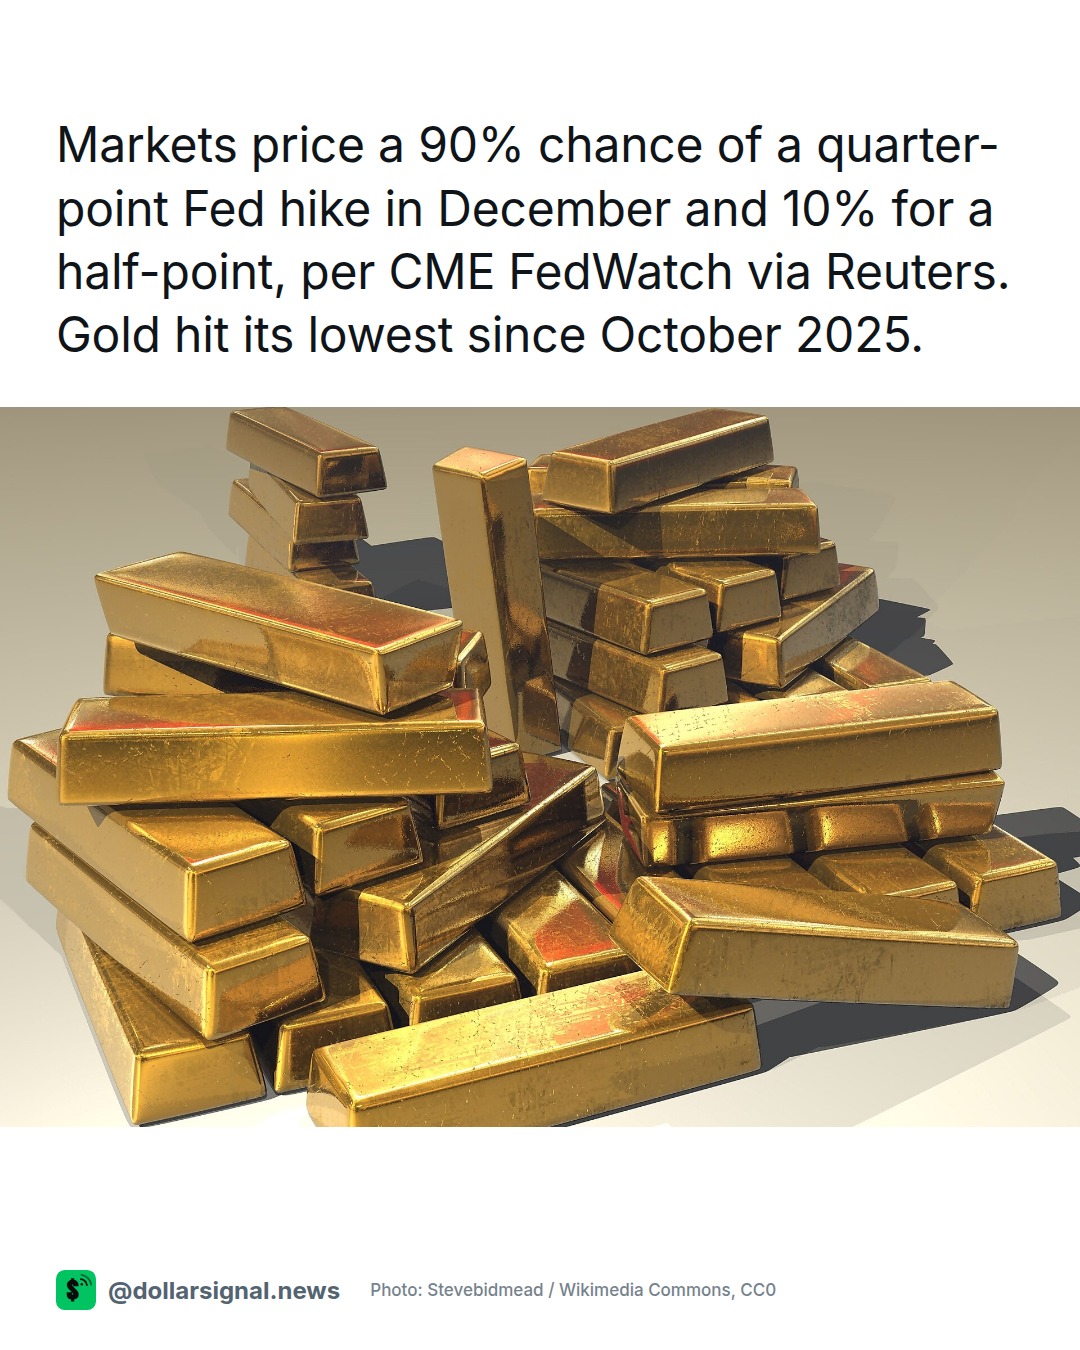 Markets price a 90% chance of a quarter-
point Fed hike in December and 10% for a
half-point, per CME FedWatch via Reuters.
Gold hit its lowest since October 2025.
$
@dollarsignal.news
Photo: Stevebidmead / Wikimedia Commons, CC0